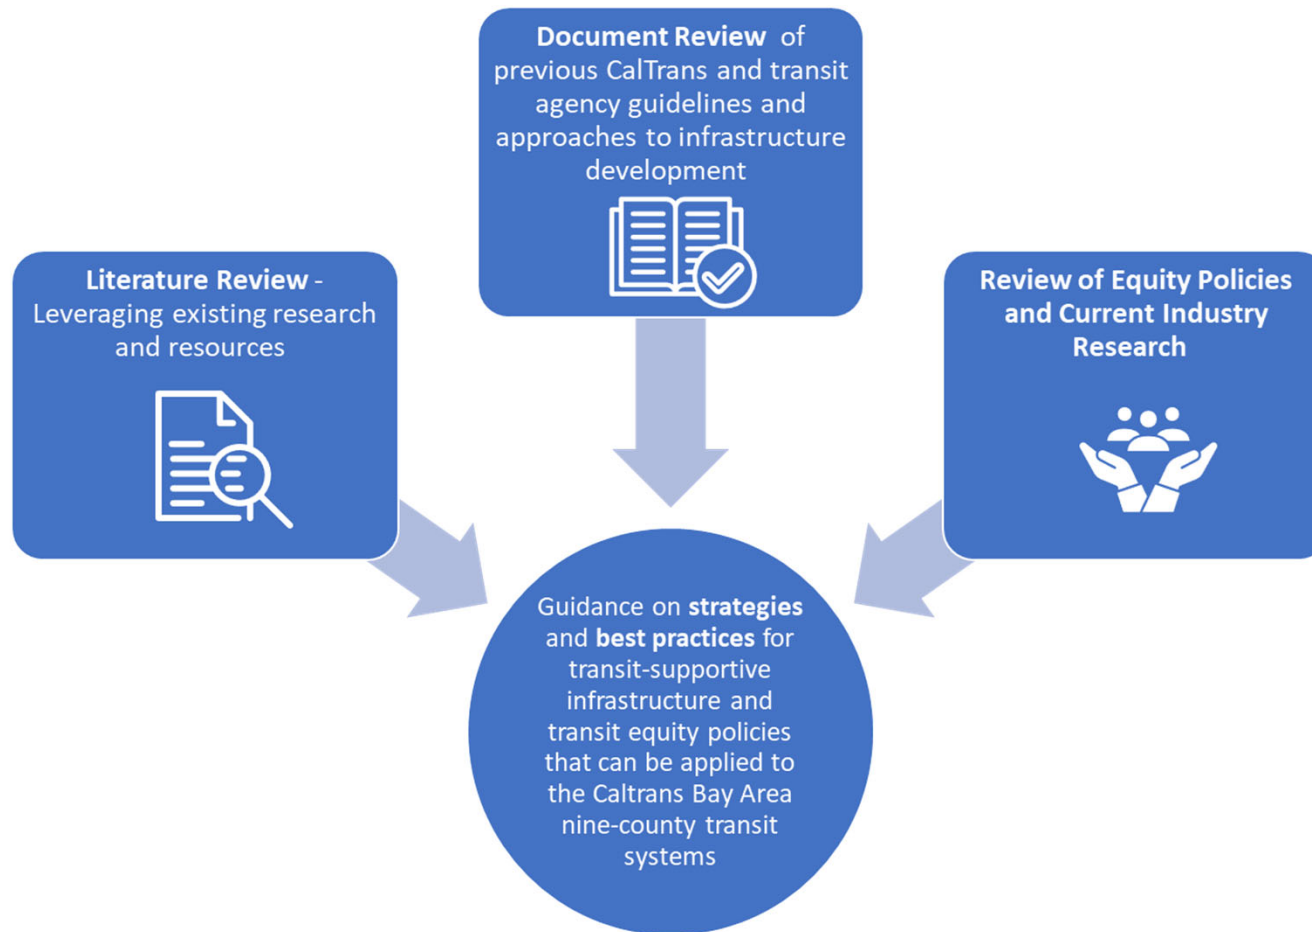 Document Review of
previous CalTrans and transit
agency guidelines and
approaches to infrastructure
development
Literature Review -
Leveraging existing research
and resources
Review of Equity Policies
and Current Industry
Research
Guidance on strategies
and best practices for
transit-supportive
infrastructure and
transit equity policies
that can be applied to
the Caltrans Bay Area
nine-county transit
systems